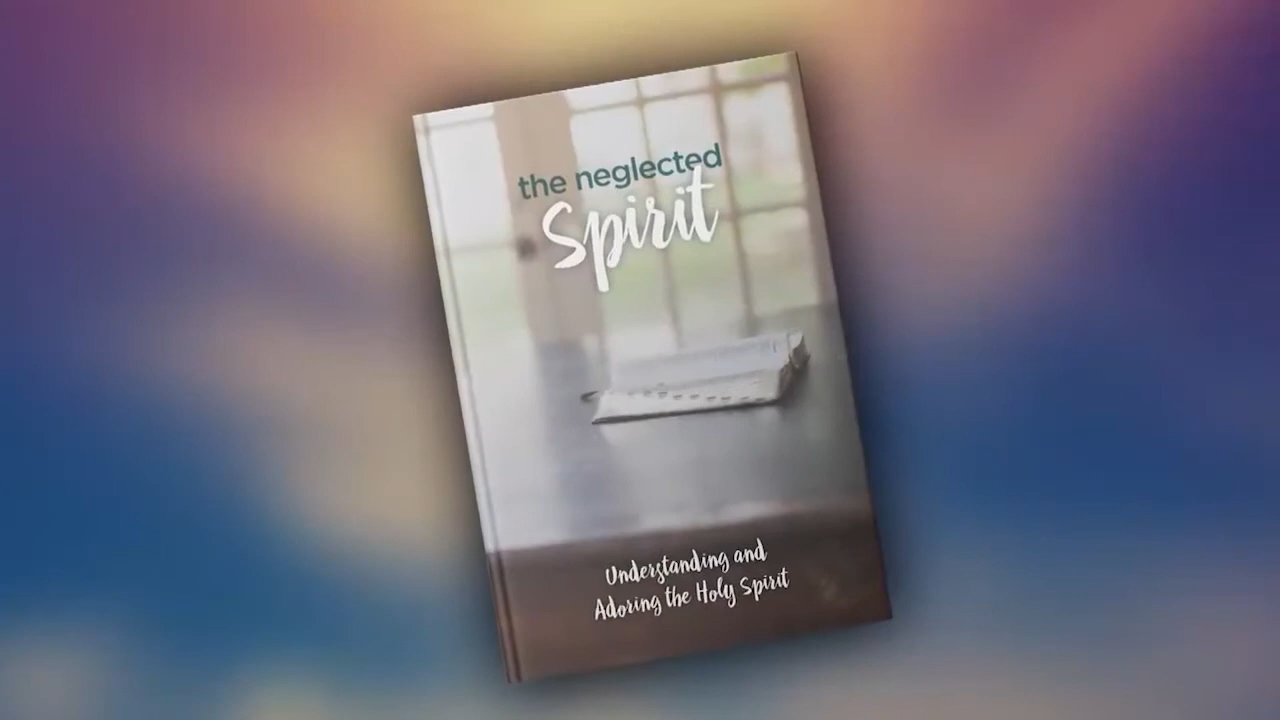 the neglected
Spirit
Understanding and
Adoring the Holy Spirit